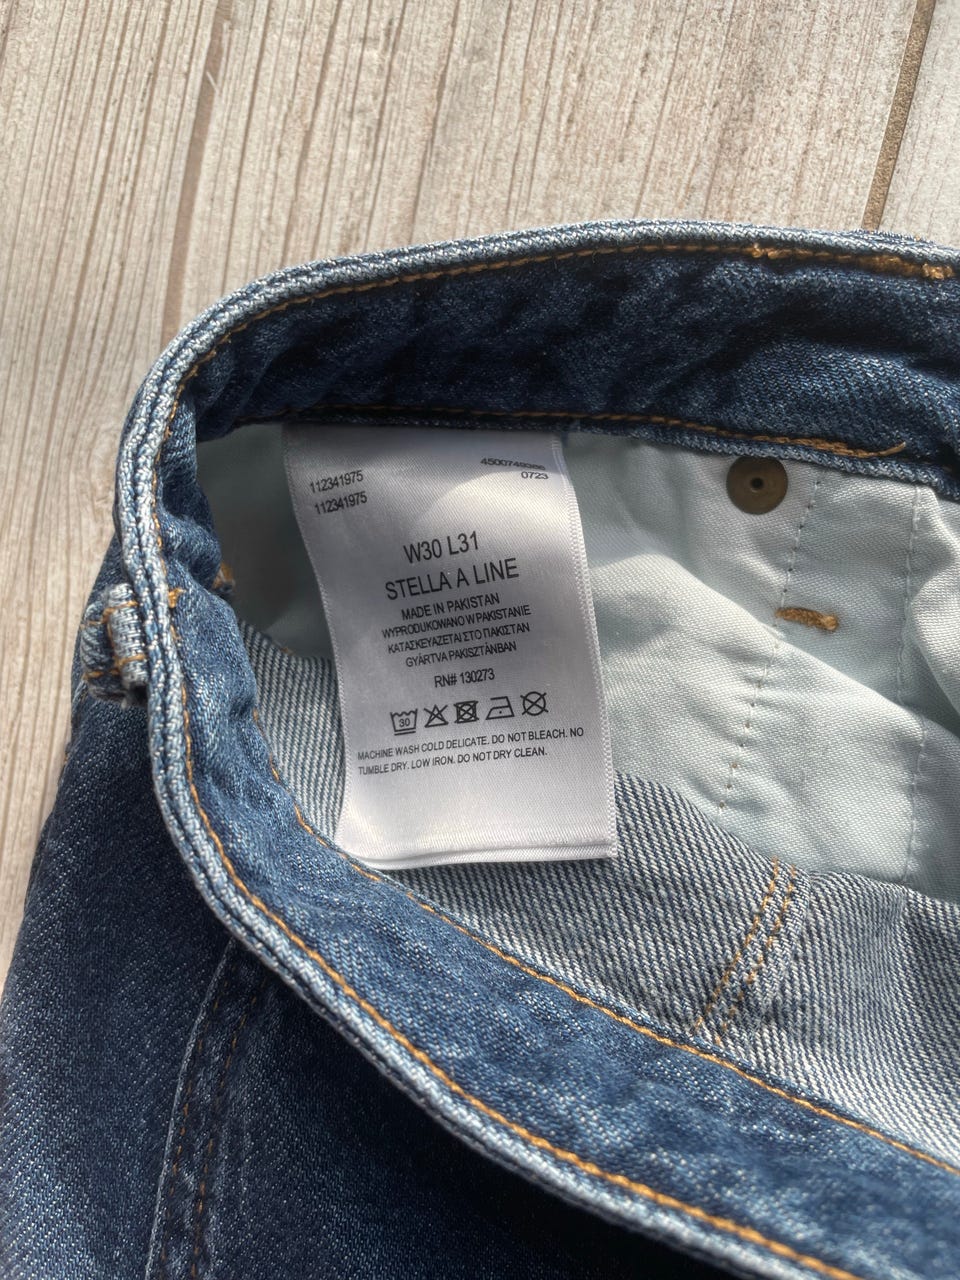 112341975
112341975
0723
W30 L31
STELLA A LINE
MADE IN PAKISTAN
WYPRODUKOWANO W PAKISTANIE
ΚΑΤΑΣΚΕΥΑΖΕΤΑΙ ΣΤΟ ΠΑΚΙΣΤΑΝ
GYÁRTVA PAKISZTÁNBAN
RN# 130273
30
MACHINE WASH COLD DELICATE. DO NOT BLEACH. NO
TUMBLE DRY. LOW IRON. DO NOT DRY CLEAN.